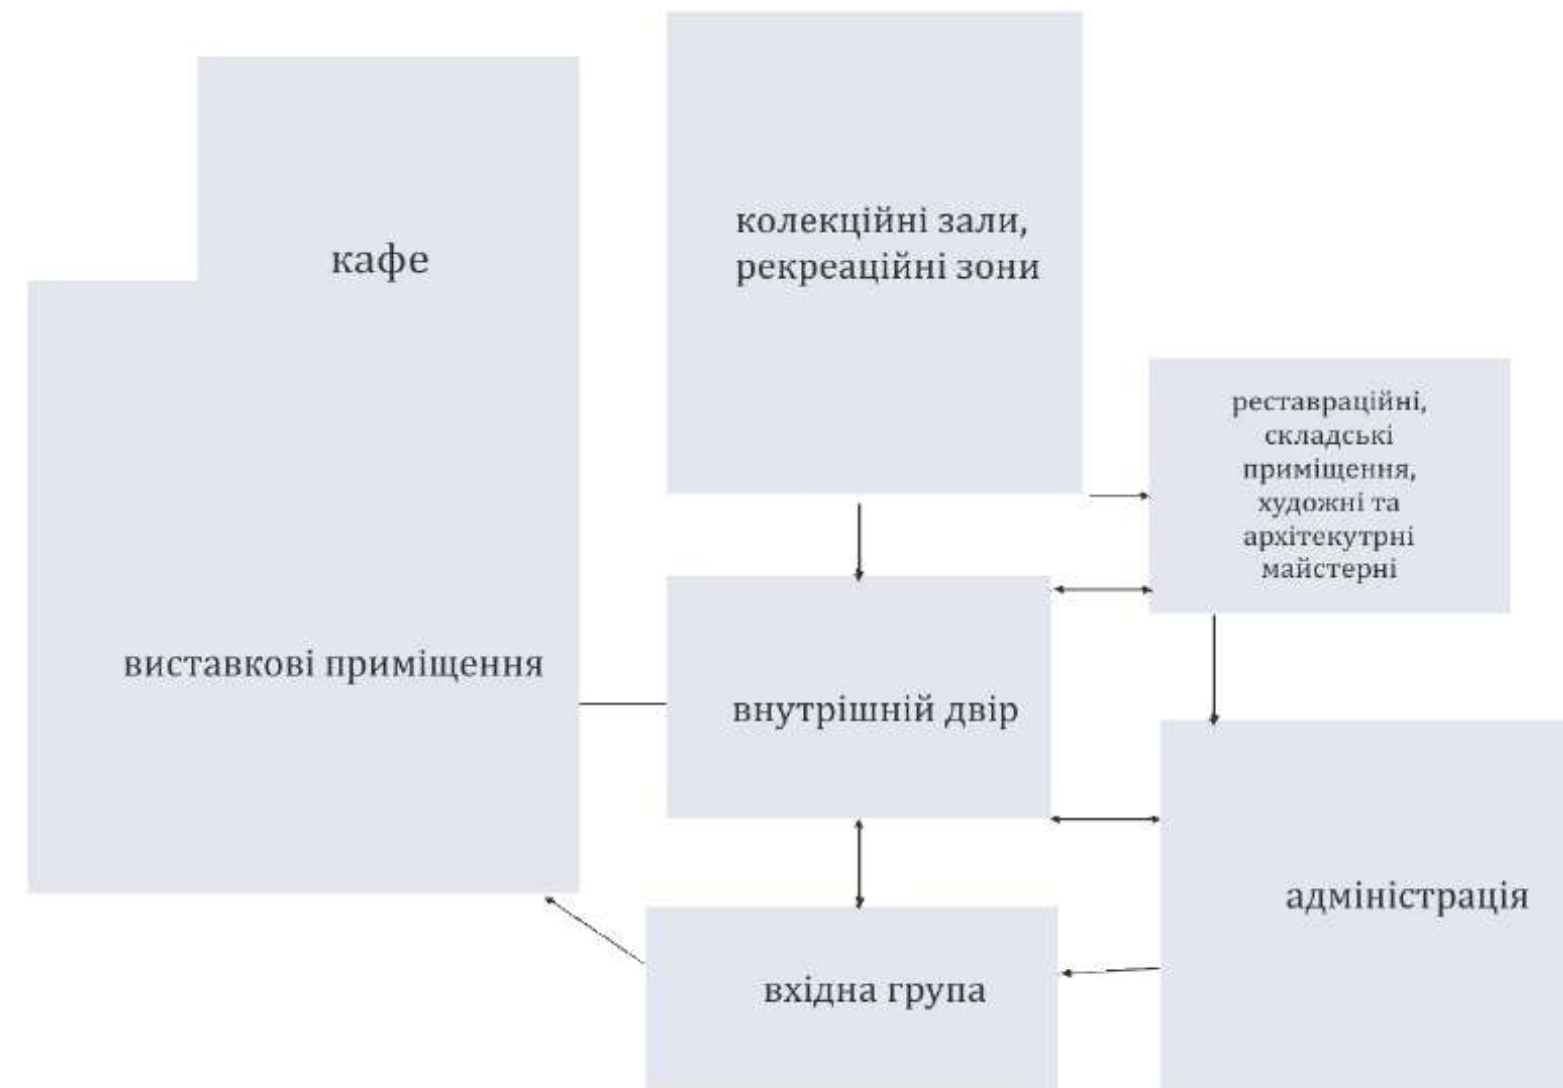 кафе
колекційні зали,
рекреаційні зони
реставраційні,
складські
приміщення,
художні та
архітекутрні
майстерні
виставкові приміщення
внутрішній двір
адміністрація
вхідна група